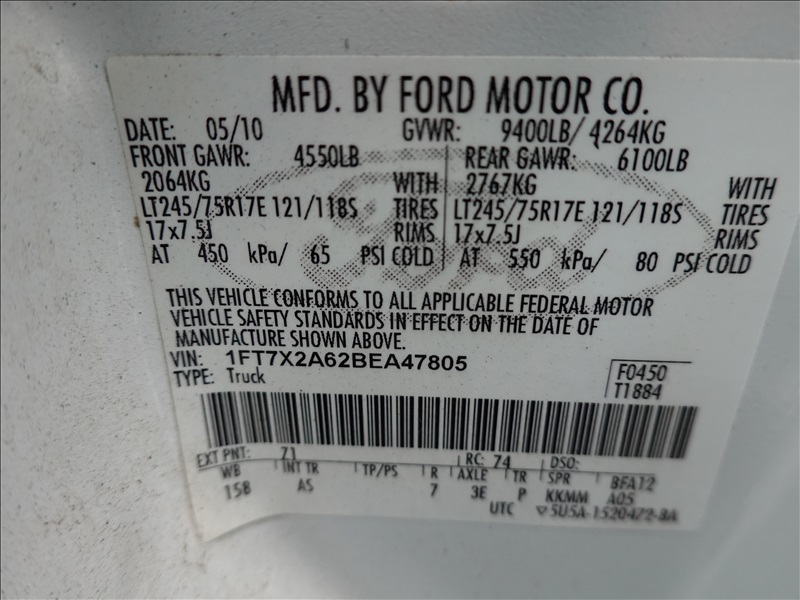 MFD. BY FORD MOTOR CO.
DATE: 05/10 GVWR: 9400LB/ 4264KG
FRONT GAWR: 4550LB REAR GAWR: 6100LB
2064KG WITH 2767KG WITH
LT245/75R17E 121/118S TIRES LT245/75R17E 121/118S TIRES
17x7.5J RIMS 17x7.5J RIMS
AT 450 kPa/ 65 PSI COLD AT 550 kPa/ 80 PSI COLD
THIS VEHICLE CONFORMS TO ALL APPLICABLE FEDERAL MOTOR
VEHICLE SAFETY STANDARDS IN EFFECT ON THE DATE OF
MANUFACTURE SHOWN ABOVE.
VIN: 1FT7X2A62BEA47805
TYPE: Truck
F0450
T1884
EXT PNT: Z1 RC: 74 DSO:
WB INT TR TP/PS R AXLE TR SPR BFA12
158 AS 7 3E P KKMM A05
UTC ▽5U5A-1520472-BA